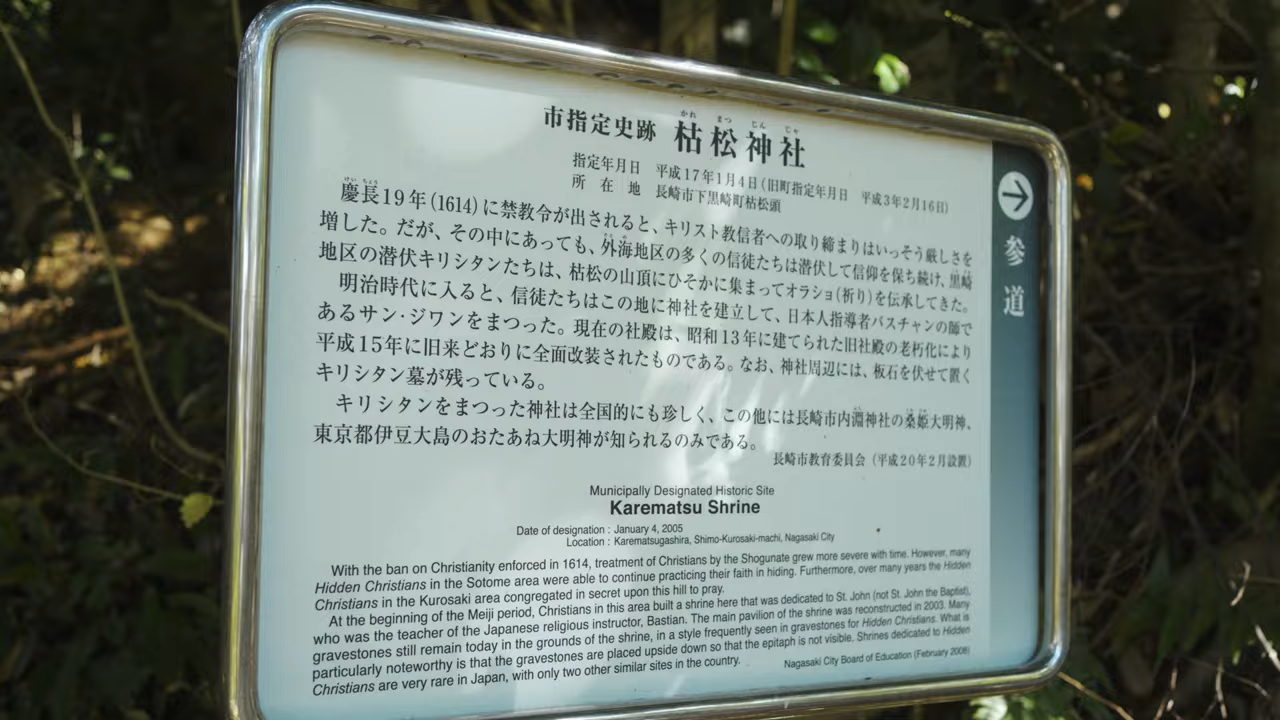 市指定史跡 枯松神社
かれ まつ じん じゃ
指定年月日 平成17年1月4日(旧町指定年月日 平成3年2月16日)
所在地 長崎市下黒崎町枯松頭
慶長19年(1614)に禁教令が出されると、キリスト教信者への取り締まりはいっそう厳しさを
増した。だが、その中にあっても、外海地区の多くの信徒たちは潜伏して信仰を保ち続け、黒崎
地区の潜伏キリシタンたちは、枯松の山頂にひそかに集まってオラショ(祈り)を伝承してきた。
明治時代に入ると、信徒たちはこの地に神社を建立して、日本人指導者バスチャンの師で
あるサン・ジワンをまつった。現在の社殿は、昭和13年に建てられた旧社殿の老朽化により
平成15年に旧来どおりに全面改装されたものである。なお、神社周辺には、板石を伏せて置く
キリシタン墓が残っている。
キリシタンをまつった神社は全国的にも珍しく、この他には長崎市内淵神社の桑姫大明神、
東京都伊豆大島のおたあね大明神が知られるのみである。
長崎市教育委員会(平成20年2月設置)
Municipally Designated Historic Site
Karematsu Shrine
Date of designation : January 4, 2005
Location : Karematsugashira, Shimo-Kurosaki-machi, Nagasaki City
With the ban on Christianity enforced in 1614, treatment of Christians by the Shogunate grew more severe with time. However, many
Hidden Christians in the Sotome area were able to continue practicing their faith in hiding. Furthermore, over many years the Hidden
Christians in the Kurosaki area congregated in secret upon this hill to pray.
At the beginning of the Meiji period, Christians in this area built a shrine here that was dedicated to St. John (not St. John the Baptist),
who was the teacher of the Japanese religious instructor, Bastian. The main pavilion of the shrine was reconstructed in 2003. Many
gravestones still remain today in the grounds of the shrine, in a style frequently seen in gravestones for Hidden Christians. What is
particularly noteworthy is that the gravestones are placed upside down so that the epitaph is not visible. Shrines dedicated to Hidden
Christians are very rare in Japan, with only two other similar sites in the country.
Nagasaki City Board of Education (February 2008)
参道